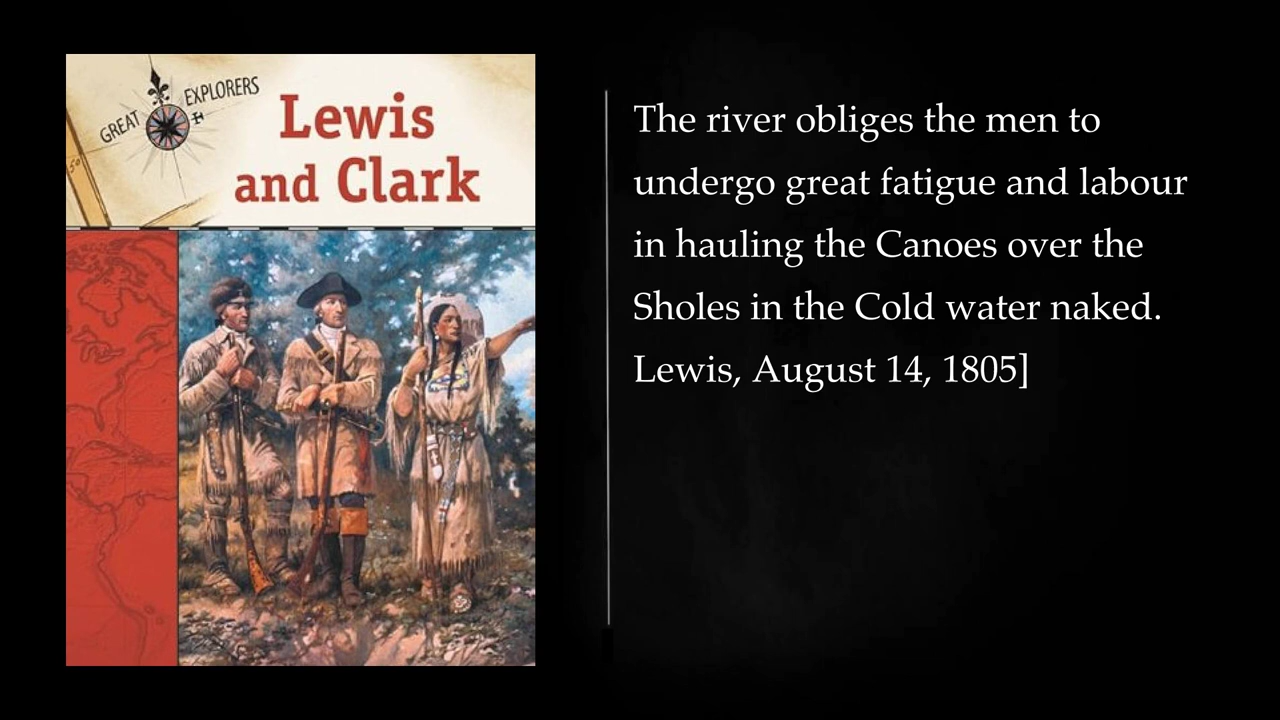 GREAT EXPLORERS
Lewis
and Clark
50
The river obliges the men to
undergo great fatigue and labour
in hauling the Canoes over the
Sholes in the Cold water naked.
Lewis, August 14, 1805]